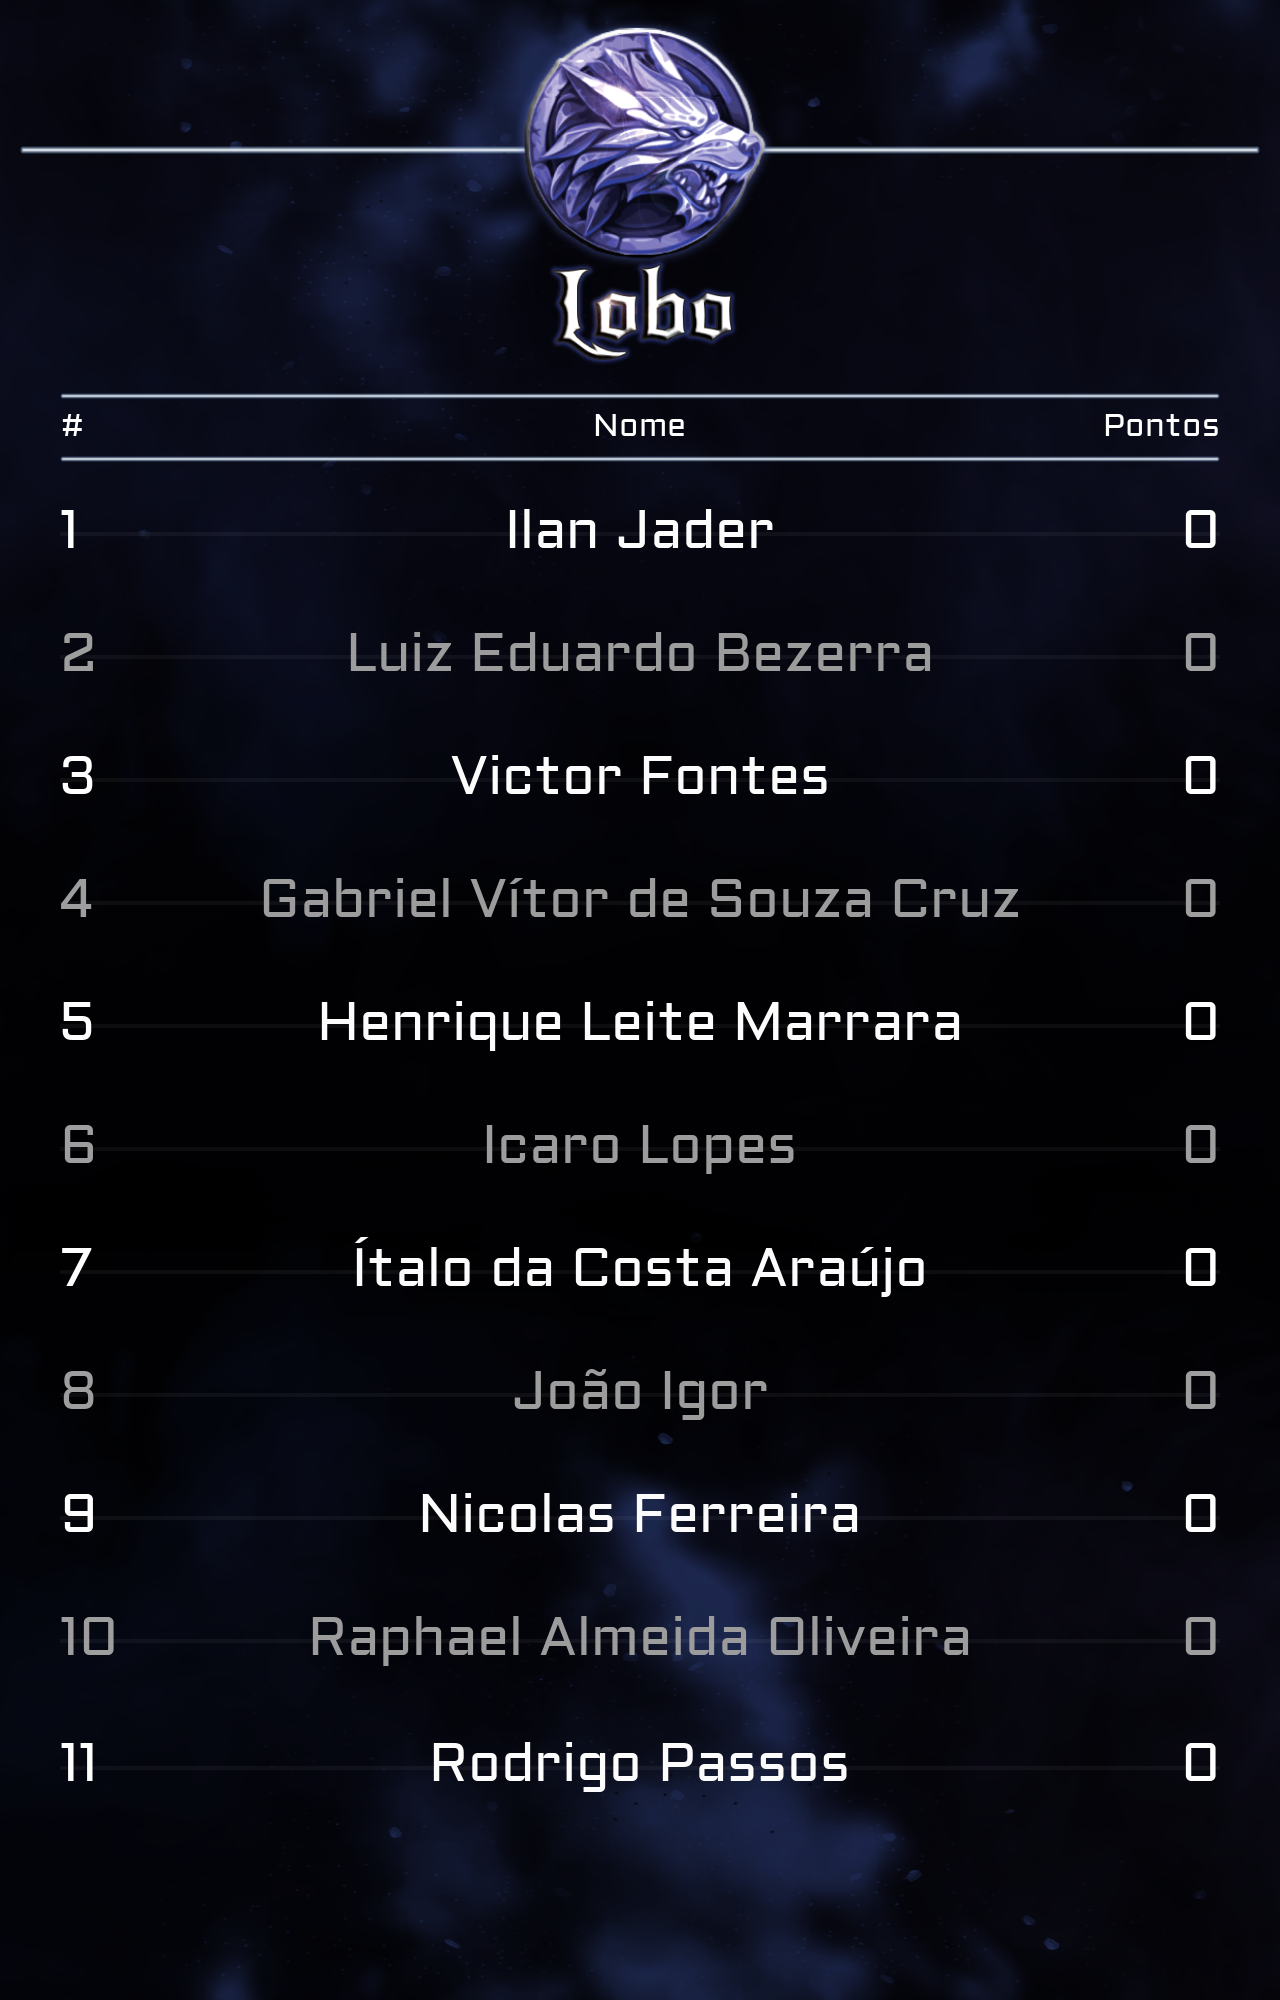 Lobo
# Nome Pontos
1 Ilan Jader 0
2 Luiz Eduardo Bezerra 0
3 Victor Fontes 0
4 Gabriel Vítor de Souza Cruz 0
5 Henrique Leite Marrara 0
6 Icaro Lopes 0
7 Ítalo da Costa Araújo 0
8 João Igor 0
9 Nicolas Ferreira 0
10 Raphael Almeida Oliveira 0
11 Rodrigo Passos 0